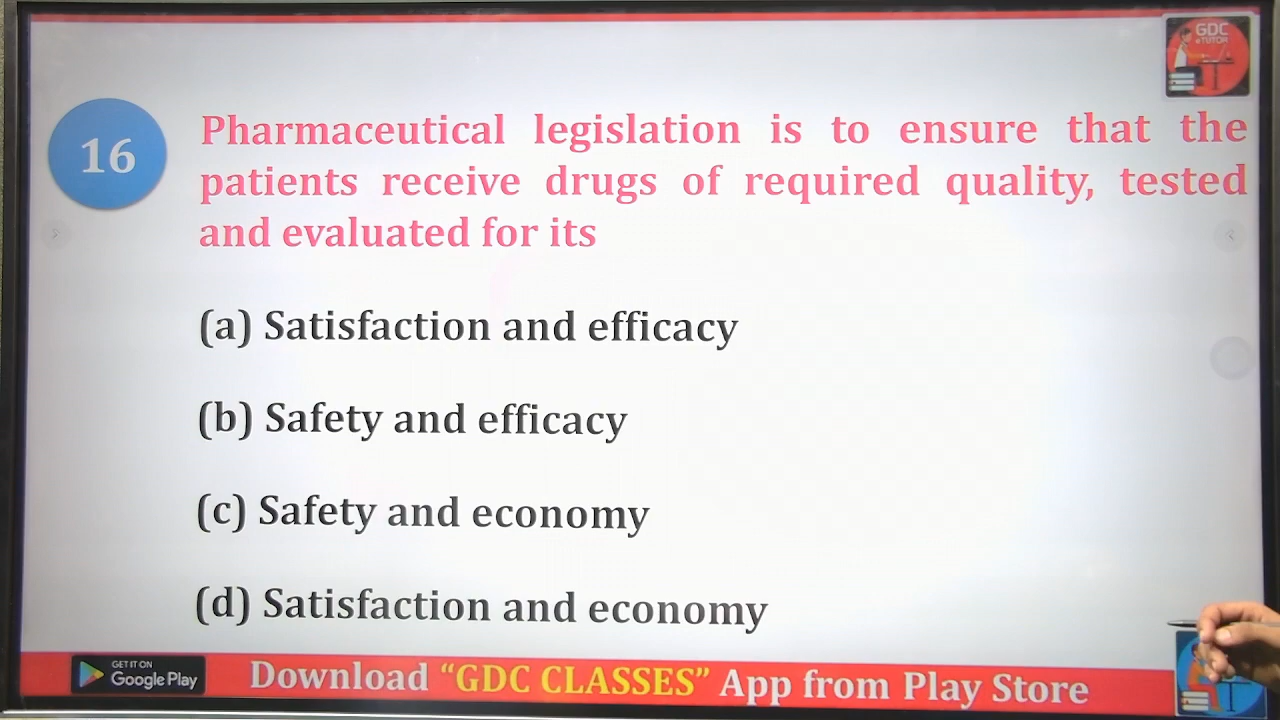 GDC
eTUTOR
16
Pharmaceutical legislation is to ensure that the
patients receive drugs of required quality, tested
and evaluated for its
(a) Satisfaction and efficacy
(b) Safety and efficacy
(c) Safety and economy
(d) Satisfaction and economy
GET IT ON
Google Play
Download “GDC CLASSES” App from Play Store